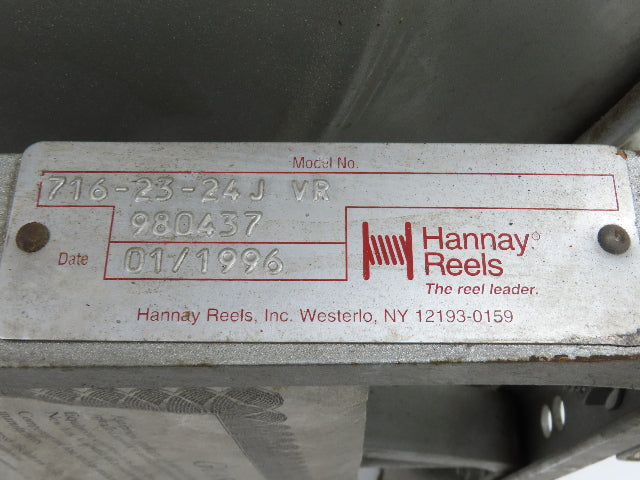 Model No.
716-23-24J VR
980437
Date 01/1996
Hannay®
Reels
The reel leader.
Hannay Reels, Inc. Westerlo, NY 12193-0159